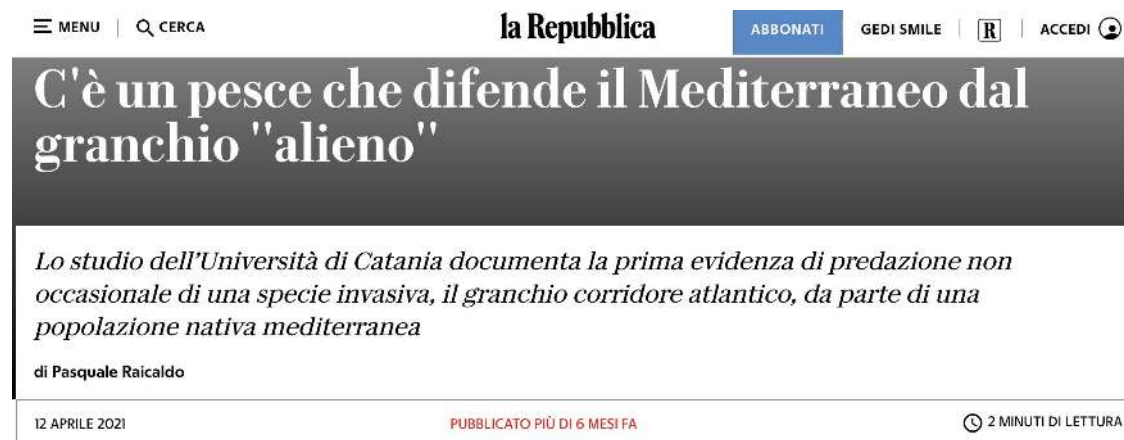 MENU | CERCA la Repubblica ABBONATI GEDI SMILE | R | ACCEDI
C'è un pesce che difende il Mediterraneo dal
granchio "alieno"
Lo studio dell'Università di Catania documenta la prima evidenza di predazione non
occasionale di una specie invasiva, il granchio corridore atlantico, da parte di una
popolazione nativa mediterranea
di Pasquale Raicaldo
12 APRILE 2021 PUBBLICATO PIÙ DI 6 MESI FA 2 MINUTI DI LETTURA